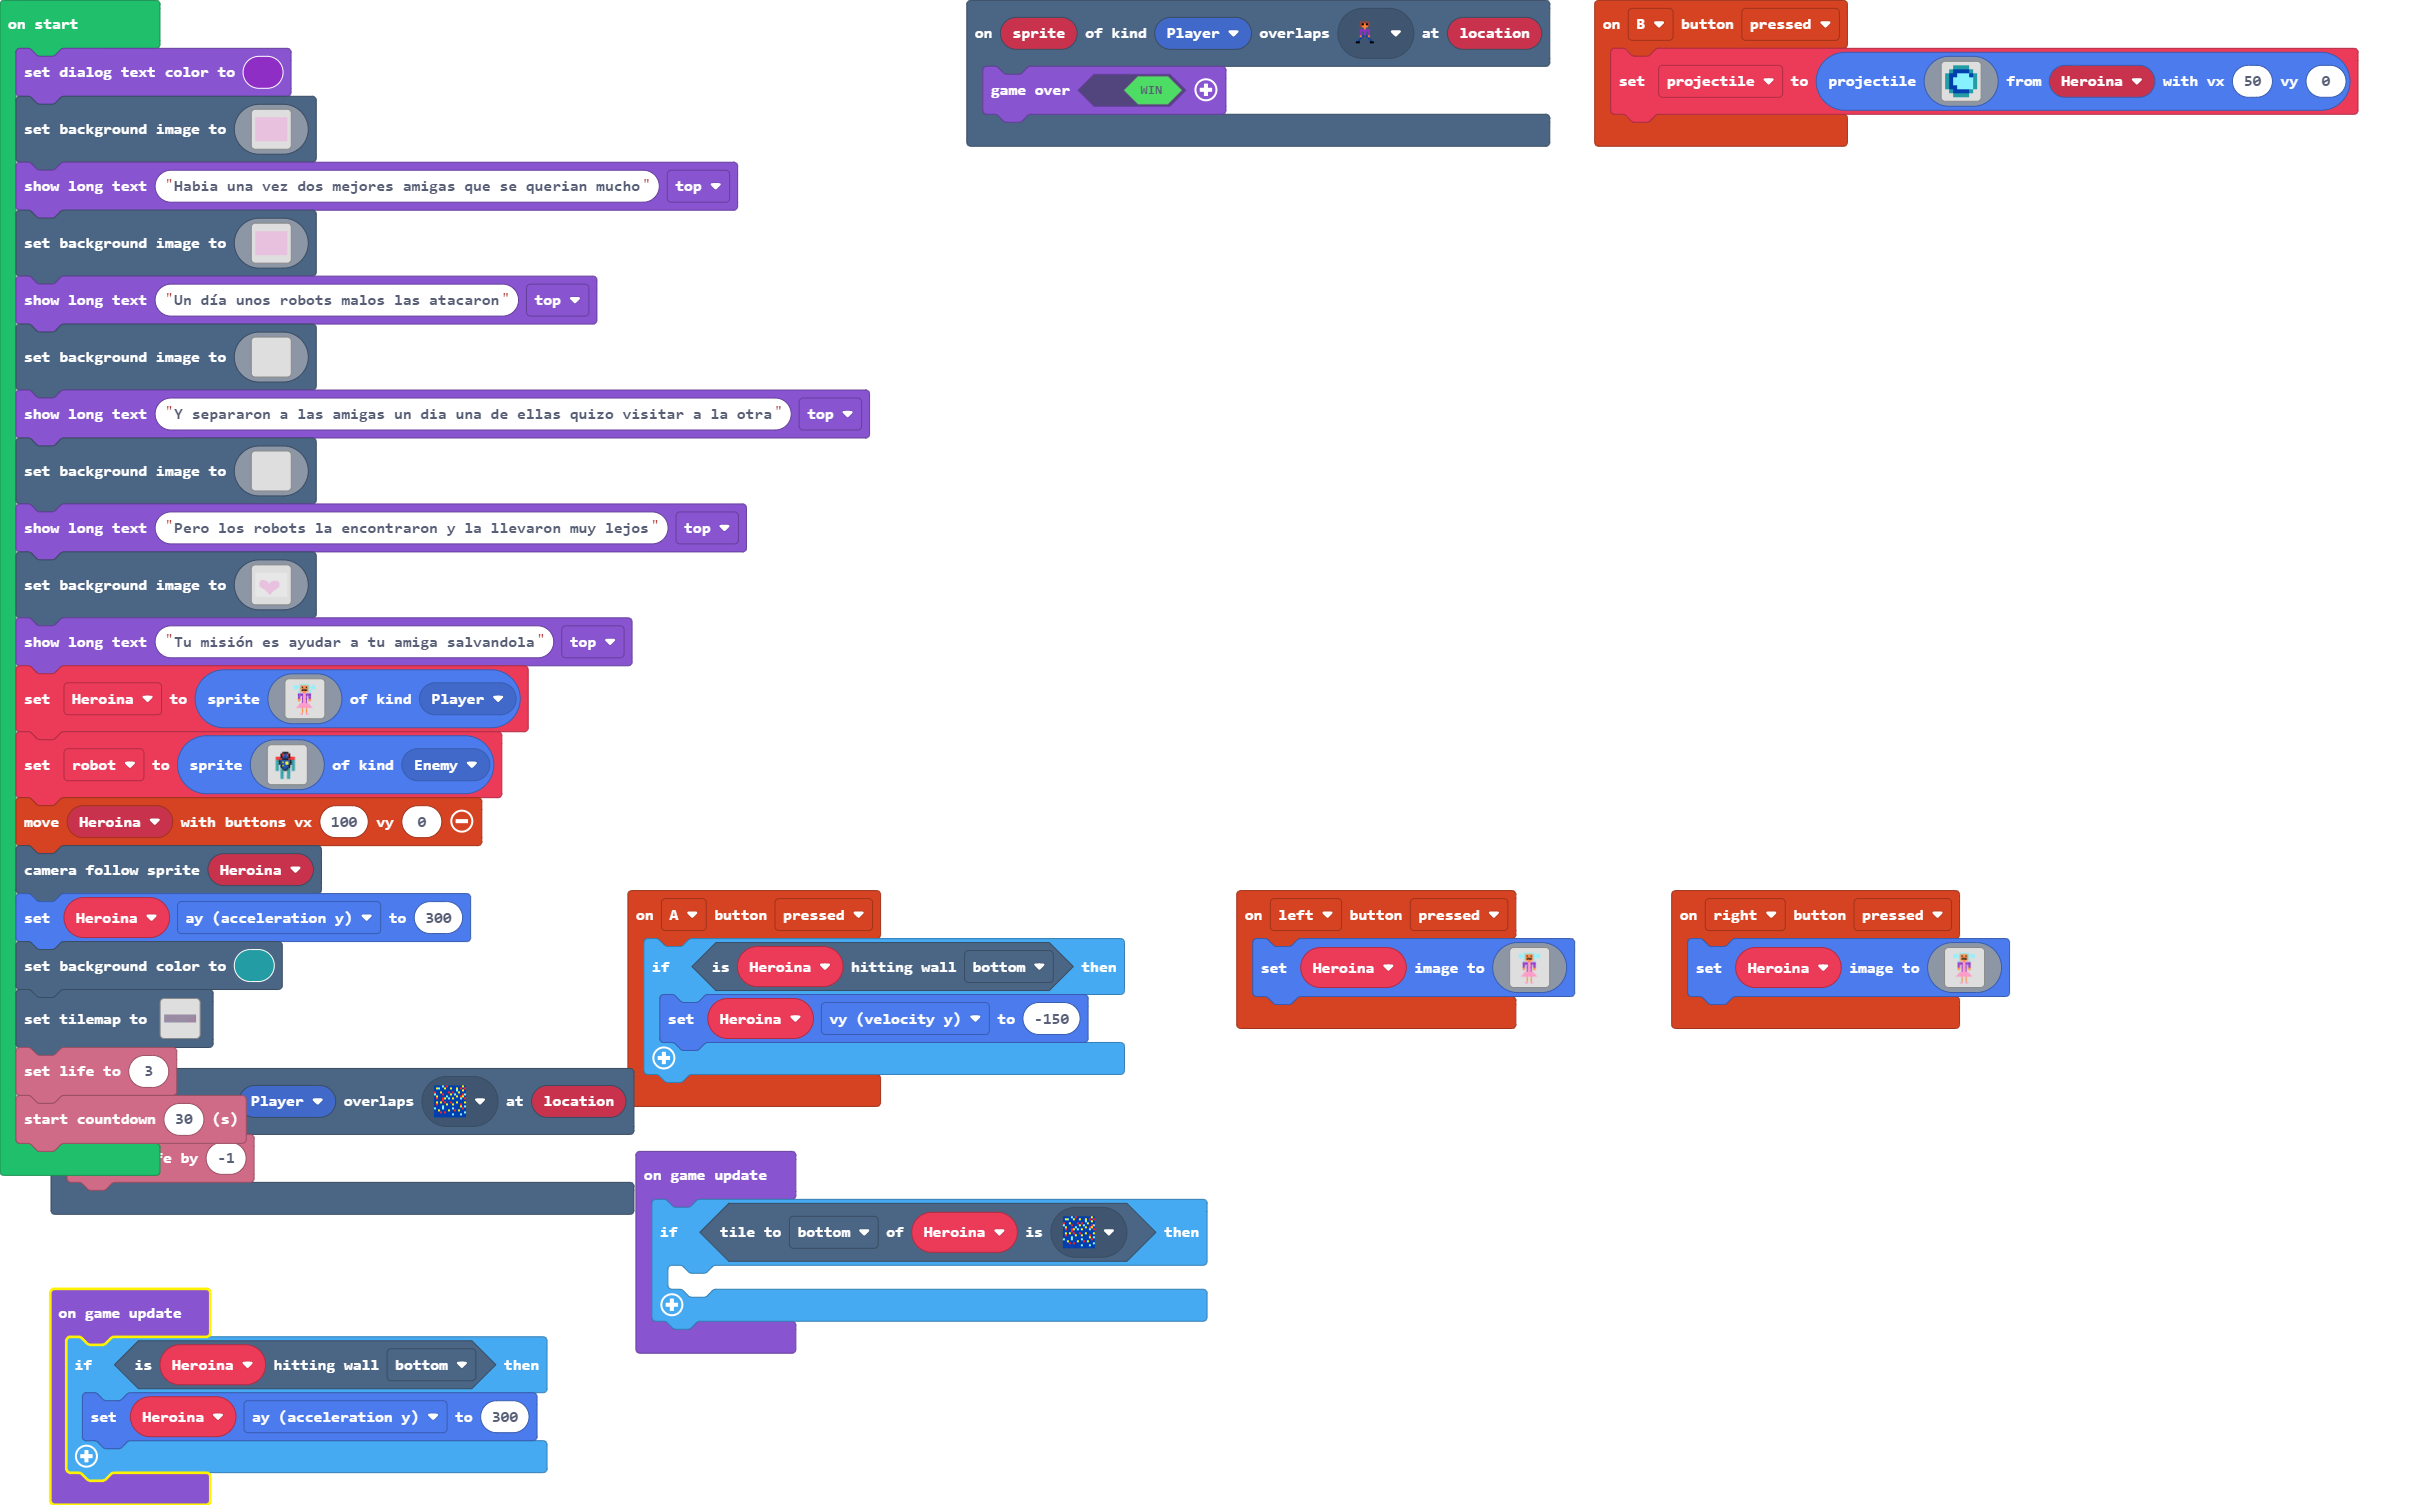 on start
set dialog text color to
set background image to
show long text "Habia una vez dos mejores amigas que se querian mucho" top
set background image to
show long text "Un día unos robots malos las atacaron" top
set background image to
show long text "Y separaron a las amigas un dia una de ellas quizo visitar a la otra" top
set background image to
show long text "Pero los robots la encontraron y la llevaron muy lejos" top
set background image to
show long text "Tu misión es ayudar a tu amiga salvandola" top
set Heroina to sprite of kind Player
set robot to sprite of kind Enemy
move Heroina with buttons vx 100 vy 0
camera follow sprite Heroina
set Heroina ay (acceleration y) to 300
set background color to
set tilemap to
set life to 3
start countdown 30 (s)
Player overlaps at location
by -1
on game update
if is Heroina hitting wall bottom then
set Heroina ay (acceleration y) to 300
on A button pressed
if is Heroina hitting wall bottom then
set Heroina vy (velocity y) to -150
on game update
if tile to bottom of Heroina is then
on sprite of kind Player overlaps at location
game over WIN
on B button pressed
set projectile to projectile from Heroina with vx 50 vy 0
on left button pressed
set Heroina image to
on right button pressed
set Heroina image to